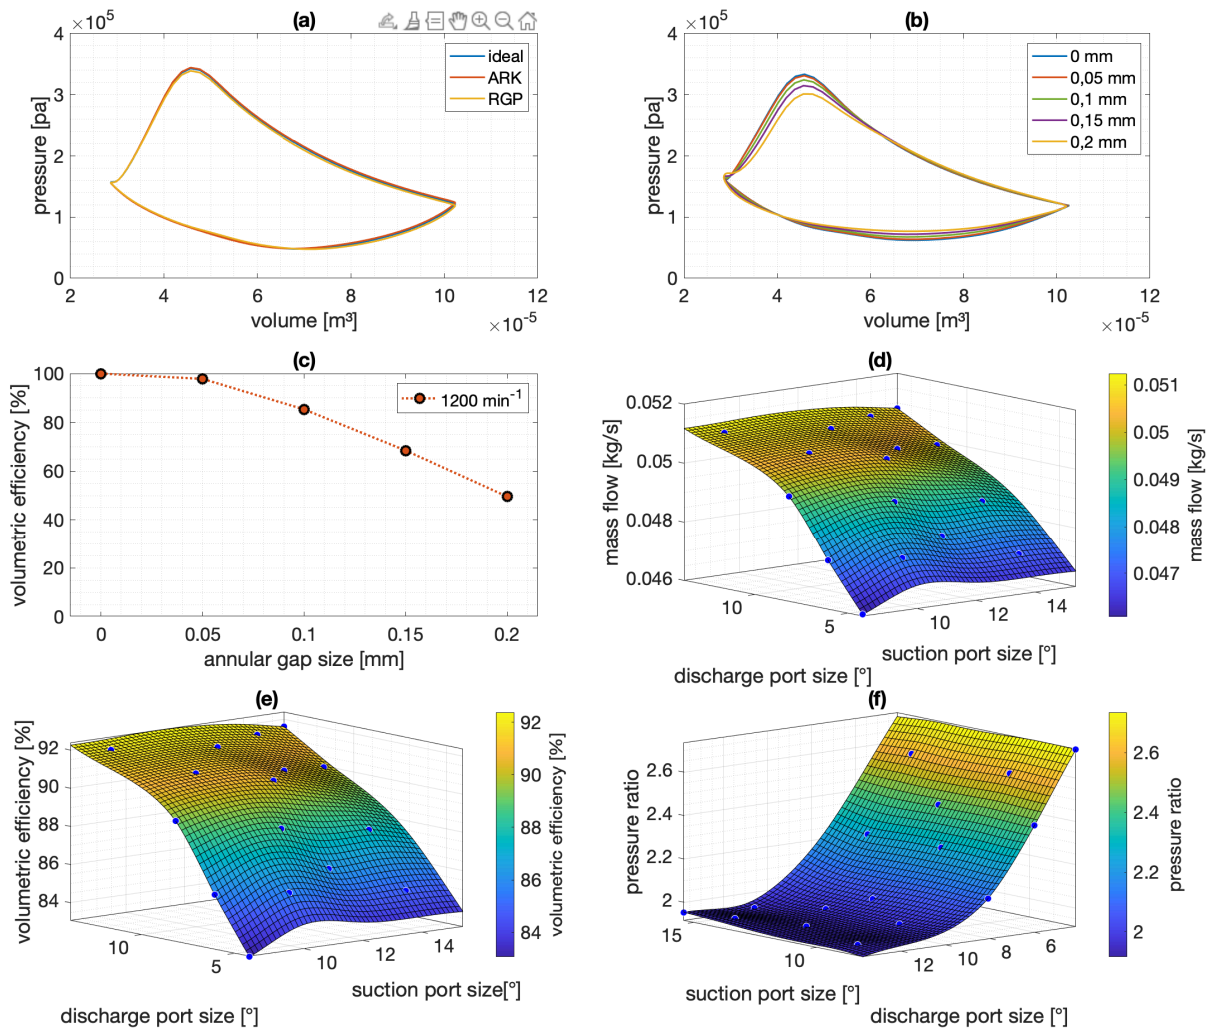 (a)
×10⁵
4
3
2
1
0
pressure [pa]
ideal
ARK
RGP
2 4 6 8 10 12
volume [m³]
×10⁻⁵
(b)
×10⁵
4
3
2
1
0
pressure [pa]
0 mm
0,05 mm
0,1 mm
0,15 mm
0,2 mm
2 4 6 8 10 12
volume [m³]
×10⁻⁵
(c)
100
80
60
40
20
0
volumetric efficiency [%]
1200 min⁻¹
0 0.05 0.1 0.15 0.2
annular gap size [mm]
(d)
0.052
0.05
0.048
0.046
mass flow [kg/s]
10 5
discharge port size [°]
10 12 14
suction port size [°]
0.051
0.05
0.049
0.048
0.047
mass flow [kg/s]
(e)
92
90
88
86
84
volumetric efficiency [%]
10 5
discharge port size [°]
10 12 14
suction port size[°]
92
90
88
86
84
volumetric efficiency [%]
(f)
2.6
2.4
2.2
2
pressure ratio
15 10
suction port size [°]
12 10 8 6
discharge port size [°]
2.6
2.4
2.2
2
pressure ratio